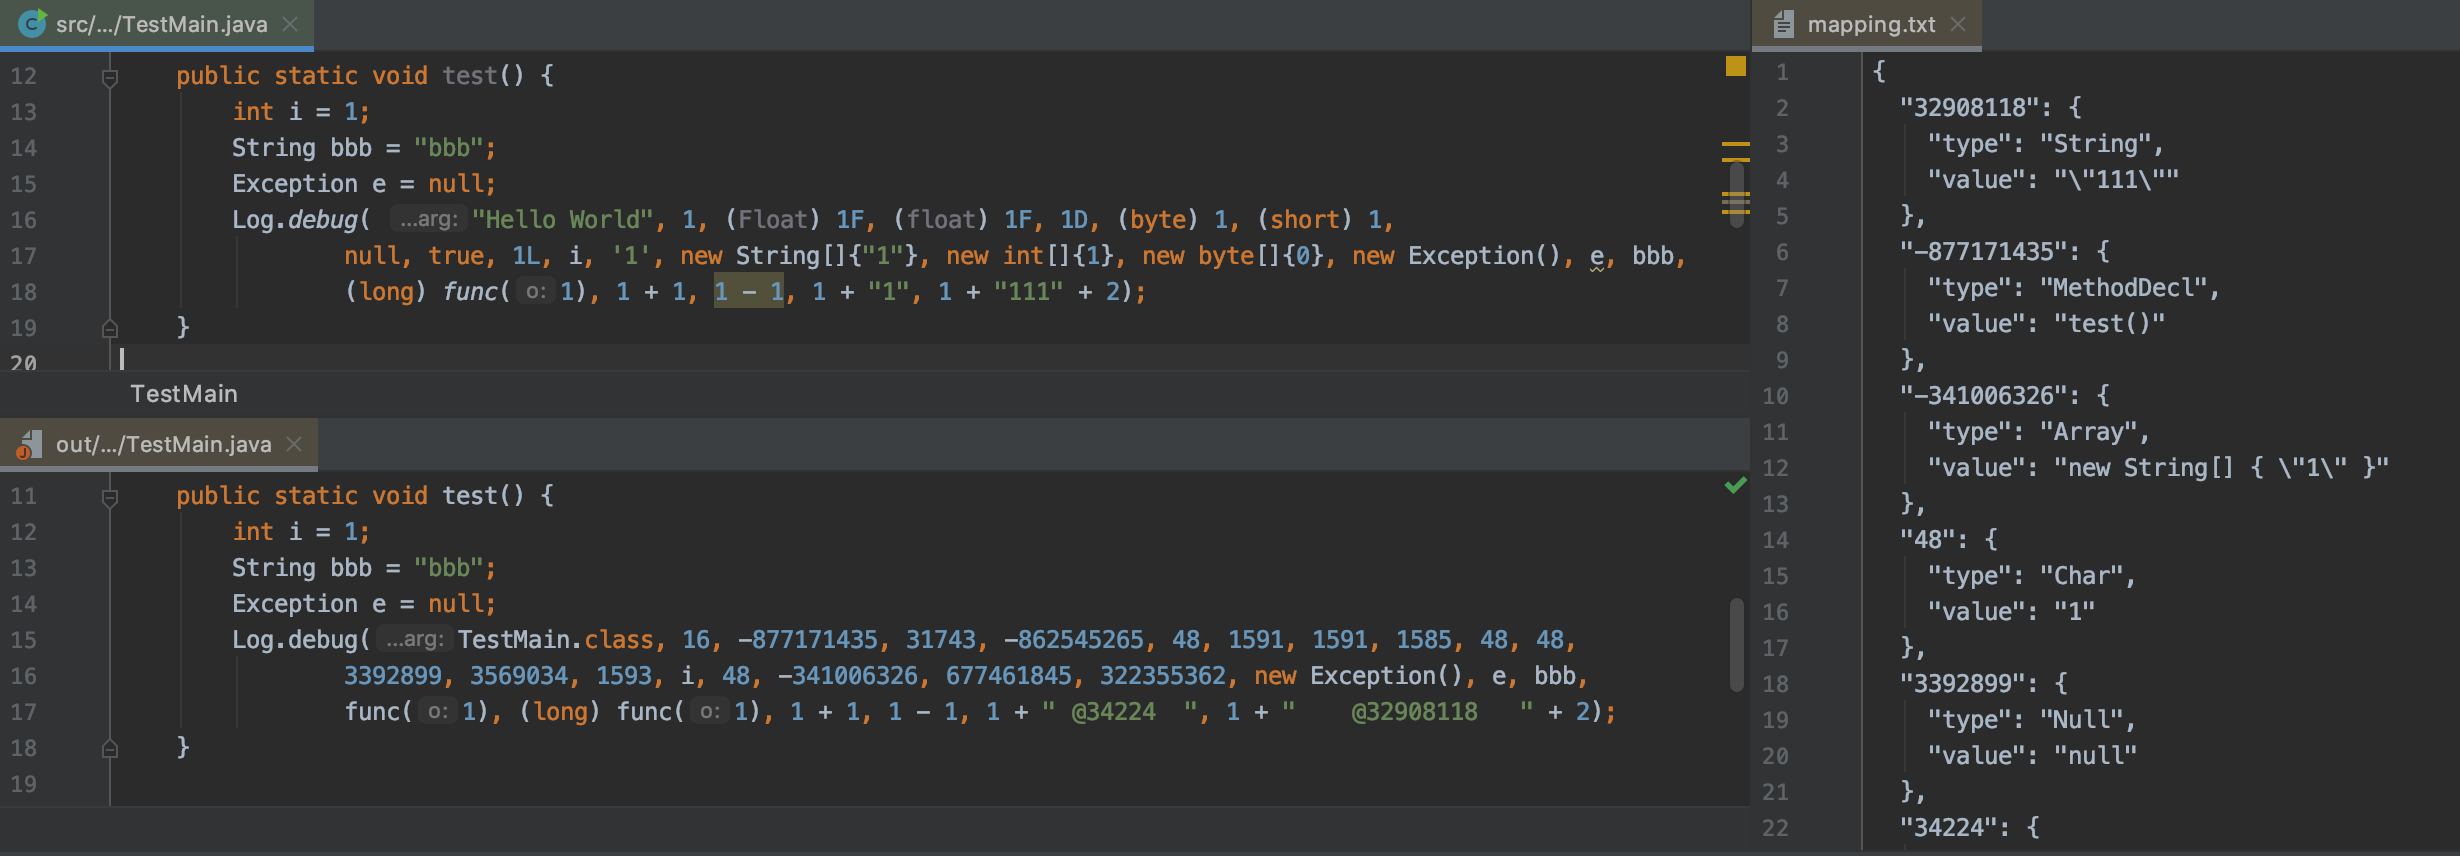 src/.../TestMain.java
12 public static void test() {
13 int i = 1;
14 String bbb = "bbb";
15 Exception e = null;
16 Log.debug( ...arg: "Hello World", 1, (Float) 1F, (float) 1F, 1D, (byte) 1, (short) 1,
17 null, true, 1L, i, '1', new String[]{"1"}, new int[]{1}, new byte[]{0}, new Exception(), e, bbb,
18 (long) func( o: 1), 1 + 1, 1 - 1, 1 + "1", 1 + "111" + 2);
19 }
20
TestMain
out/.../TestMain.java
11 public static void test() {
12 int i = 1;
13 String bbb = "bbb";
14 Exception e = null;
15 Log.debug( ...arg: TestMain.class, 16, -877171435, 31743, -862545265, 48, 1591, 1591, 1585, 48, 48,
16 3392899, 3569034, 1593, i, 48, -341006326, 677461845, 322355362, new Exception(), e, bbb,
17 func( o: 1), (long) func( o: 1), 1 + 1, 1 - 1, 1 + " @34224  ", 1 + "    @32908118   " + 2);
18 }
19
mapping.txt
1 {
2 "32908118": {
3 "type": "String",
4 "value": "\"111\""
5 },
6 "-877171435": {
7 "type": "MethodDecl",
8 "value": "test()"
9 },
10 "-341006326": {
11 "type": "Array",
12 "value": "new String[] { \"1\" }"
13 },
14 "48": {
15 "type": "Char",
16 "value": "1"
17 },
18 "3392899": {
19 "type": "Null",
20 "value": "null"
21 },
22 "34224": {